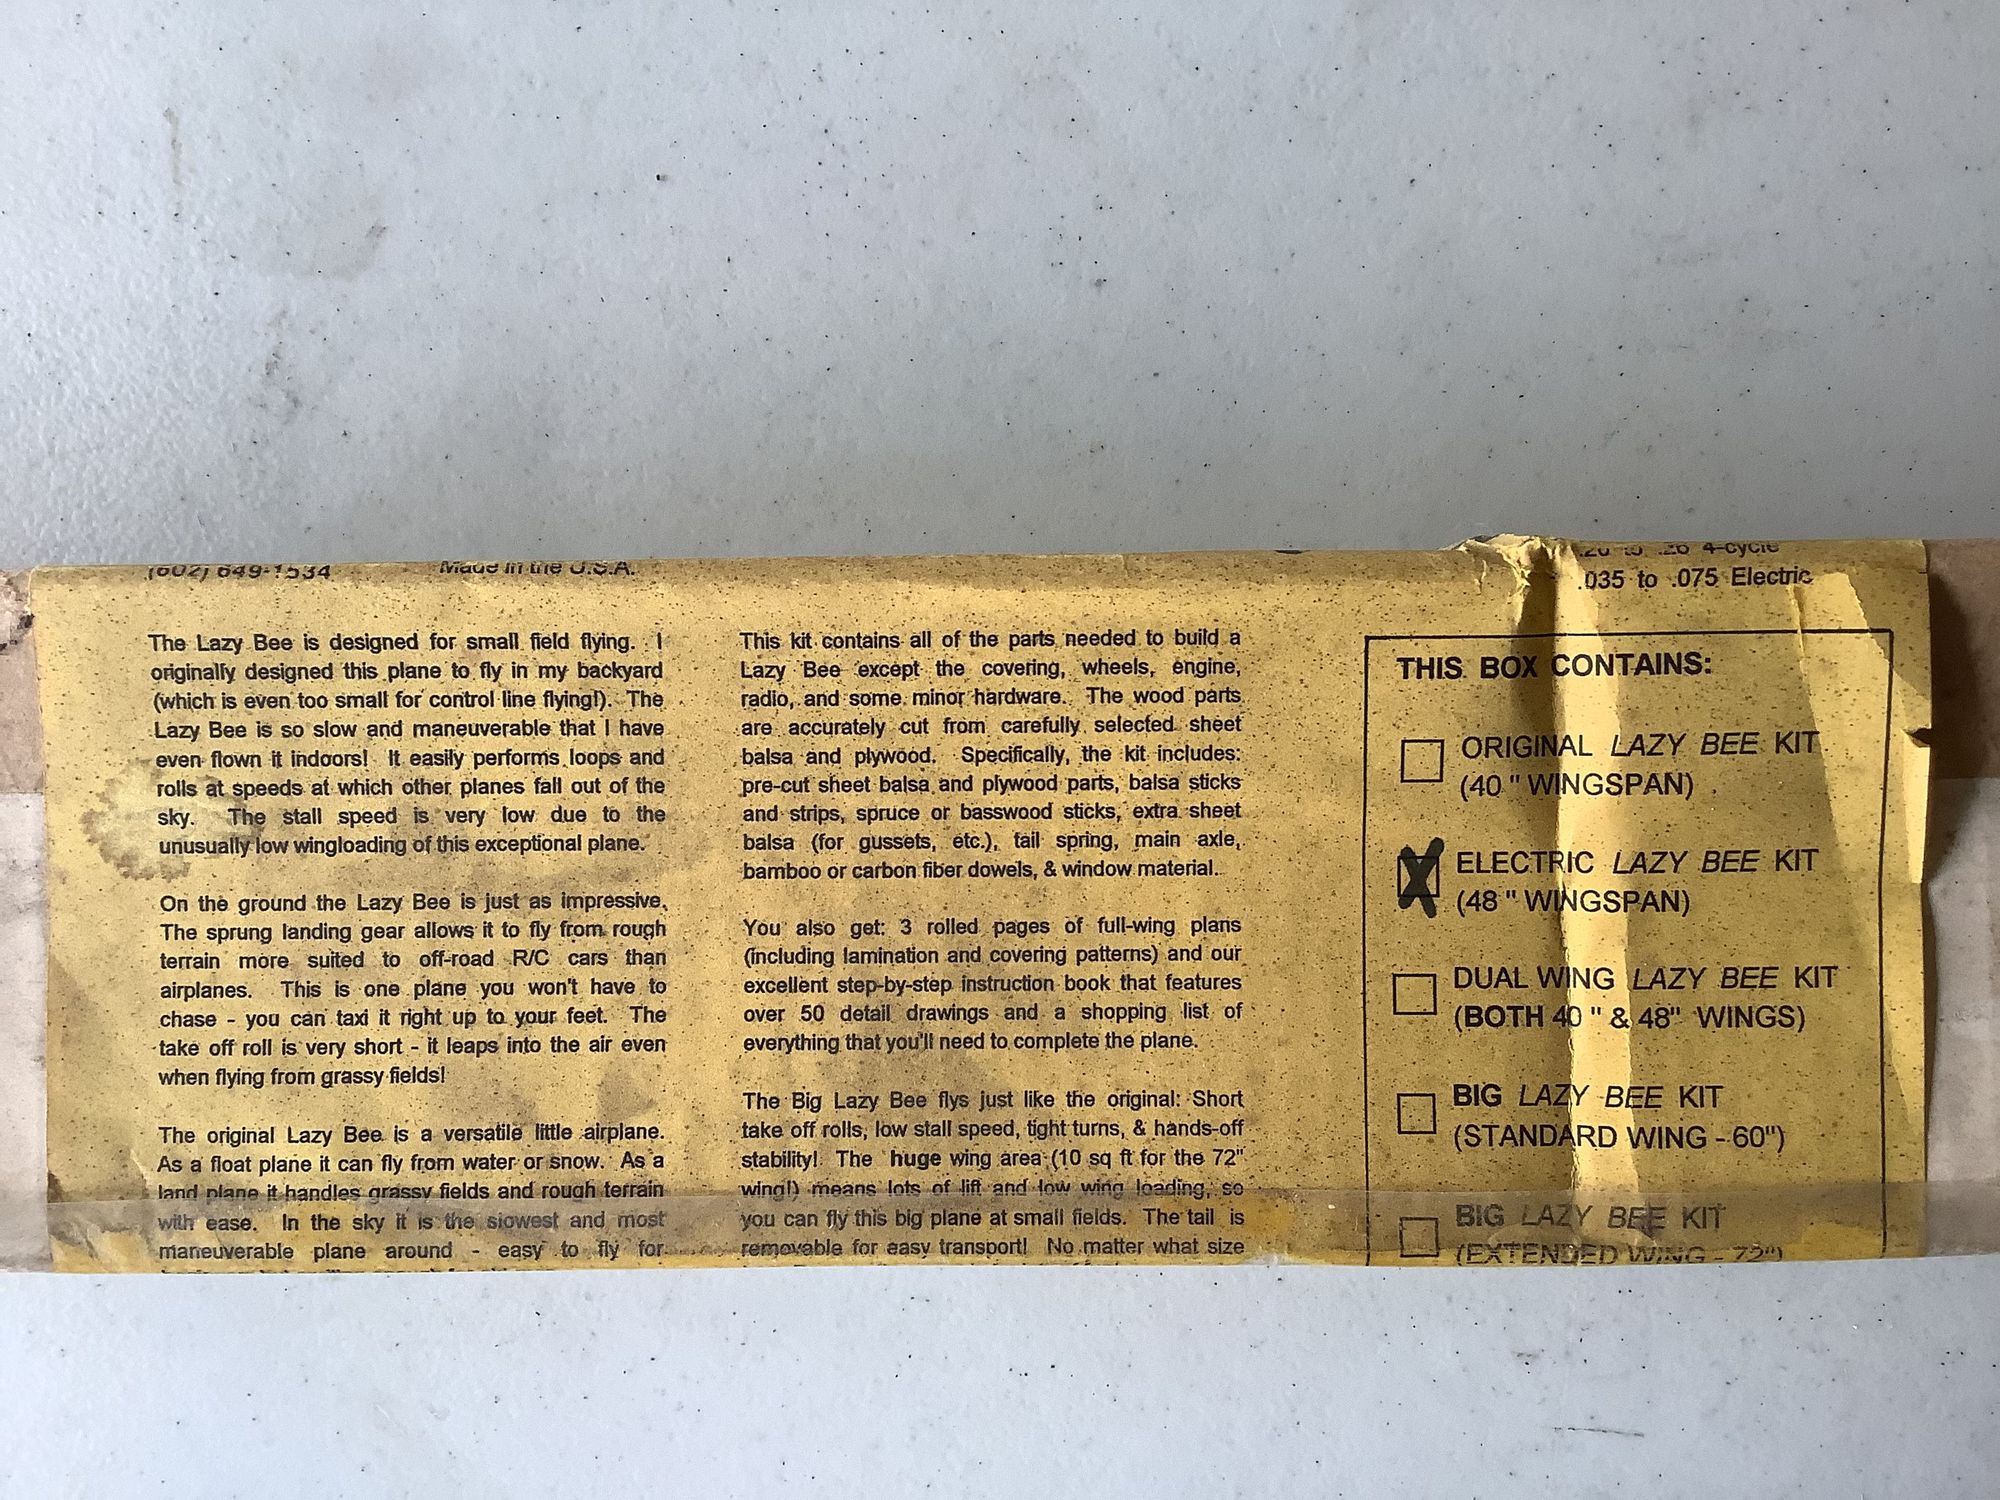 (602) 649-1534
Made in the U.S.A.
The Lazy Bee is designed for small field flying. I
originally designed this plane to fly in my backyard
(which is even too small for control line flying!). The
Lazy Bee is so slow and maneuverable that I have
even flown it indoors! It easily performs loops and
rolls at speeds at which other planes fall out of the
sky. The stall speed is very low due to the
unusually low wingloading of this exceptional plane.
On the ground the Lazy Bee is just as impressive.
The sprung landing gear allows it to fly from rough
terrain more suited to off-road R/C cars than
airplanes. This is one plane you won't have to
chase - you can taxi it right up to your feet. The
take off roll is very short - it leaps into the air even
when flying from grassy fields!
The original Lazy Bee is a versatile little airplane.
As a float plane it can fly from water or snow. As a
land plane it handles grassy fields and rough terrain
with ease. In the sky it is the slowest and most
maneuverable plane around - easy to fly for
This kit contains all of the parts needed to build a
Lazy Bee except the covering, wheels, engine,
radio, and some minor hardware. The wood parts
are accurately cut from carefully selected sheet
balsa and plywood. Specifically, the kit includes:
pre-cut sheet balsa and plywood parts, balsa sticks
and strips, spruce or basswood sticks, extra sheet
balsa (for gussets, etc.), tail spring, main axle,
bamboo or carbon fiber dowels, & window material.
You also get: 3 rolled pages of full-wing plans
(including lamination and covering patterns) and our
excellent step-by-step instruction book that features
over 50 detail drawings and a shopping list of
everything that you'll need to complete the plane.
The Big Lazy Bee flys just like the original: Short
take off rolls, low stall speed, tight turns, & hands-off
stability! The huge wing area (10 sq ft for the 72"
wing!) means lots of lift and low wing loading, so
you can fly this big plane at small fields. The tail is
removable for easy transport! No matter what size
.20 to .26 4-cycle
.035 to .075 Electric
THIS BOX CONTAINS:
ORIGINAL LAZY BEE KIT
(40 " WINGSPAN)
ELECTRIC LAZY BEE KIT
(48 " WINGSPAN)
DUAL WING LAZY BEE KIT
(BOTH 40 " & 48" WINGS)
BIG LAZY BEE KIT
(STANDARD WING - 60")
BIG LAZY BEE KIT
(EXTENDED WING - 72")